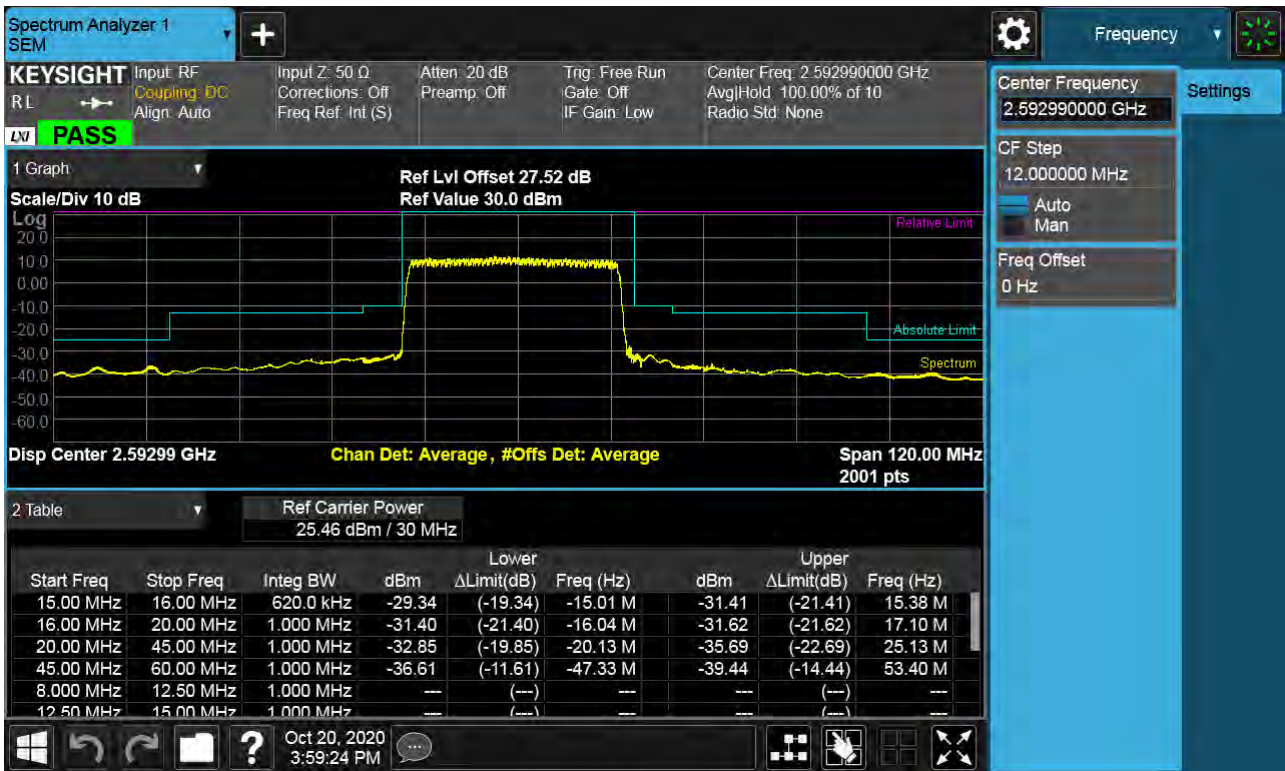 Spectrum Analyzer 1
SEM
+
Frequency
KEYSIGHT
RL
LXI
PASS
Input: RF
Coupling: DC
Align: Auto
Input Z: 50 Ω
Corrections: Off
Freq Ref: Int (S)
Atten: 20 dB
Preamp: Off
Trig: Free Run
Gate: Off
IF Gain: Low
Center Freq: 2.592990000 GHz
Avg|Hold: 100.00% of 10
Radio Std: None
Center Frequency
2.592990000 GHz
Settings
CF Step
12.000000 MHz
Auto
Man
Freq Offset
0 Hz
1 Graph
Scale/Div 10 dB
Ref Lvl Offset 27.52 dB
Ref Value 30.0 dBm
Log
20.0
10.0
0.00
-10.0
-20.0
-30.0
-40.0
-50.0
-60.0
Relative Limit
Absolute Limit
Spectrum
Disp Center 2.59299 GHz
Chan Det: Average, #Offs Det: Average
Span 120.00 MHz
2001 pts
2 Table
Ref Carrier Power
25.46 dBm / 30 MHz
Lower Upper
Start Freq Stop Freq Integ BW dBm ΔLimit(dB) Freq (Hz) dBm ΔLimit(dB) Freq (Hz)
15.00 MHz 16.00 MHz 620.0 kHz -29.34 (-19.34) -15.01 M -31.41 (-21.41) 15.38 M
16.00 MHz 20.00 MHz 1.000 MHz -31.40 (-21.40) -16.04 M -31.62 (-21.62) 17.10 M
20.00 MHz 45.00 MHz 1.000 MHz -32.85 (-19.85) -20.13 M -35.69 (-22.69) 25.13 M
45.00 MHz 60.00 MHz 1.000 MHz -36.61 (-11.61) -47.33 M -39.44 (-14.44) 53.40 M
8.000 MHz 12.50 MHz 1.000 MHz --- (---) --- --- (---) ---
12.50 MHz 15.00 MHz 1.000 MHz --- (---) --- --- (---) ---
?
Oct 20, 2020
3:59:24 PM